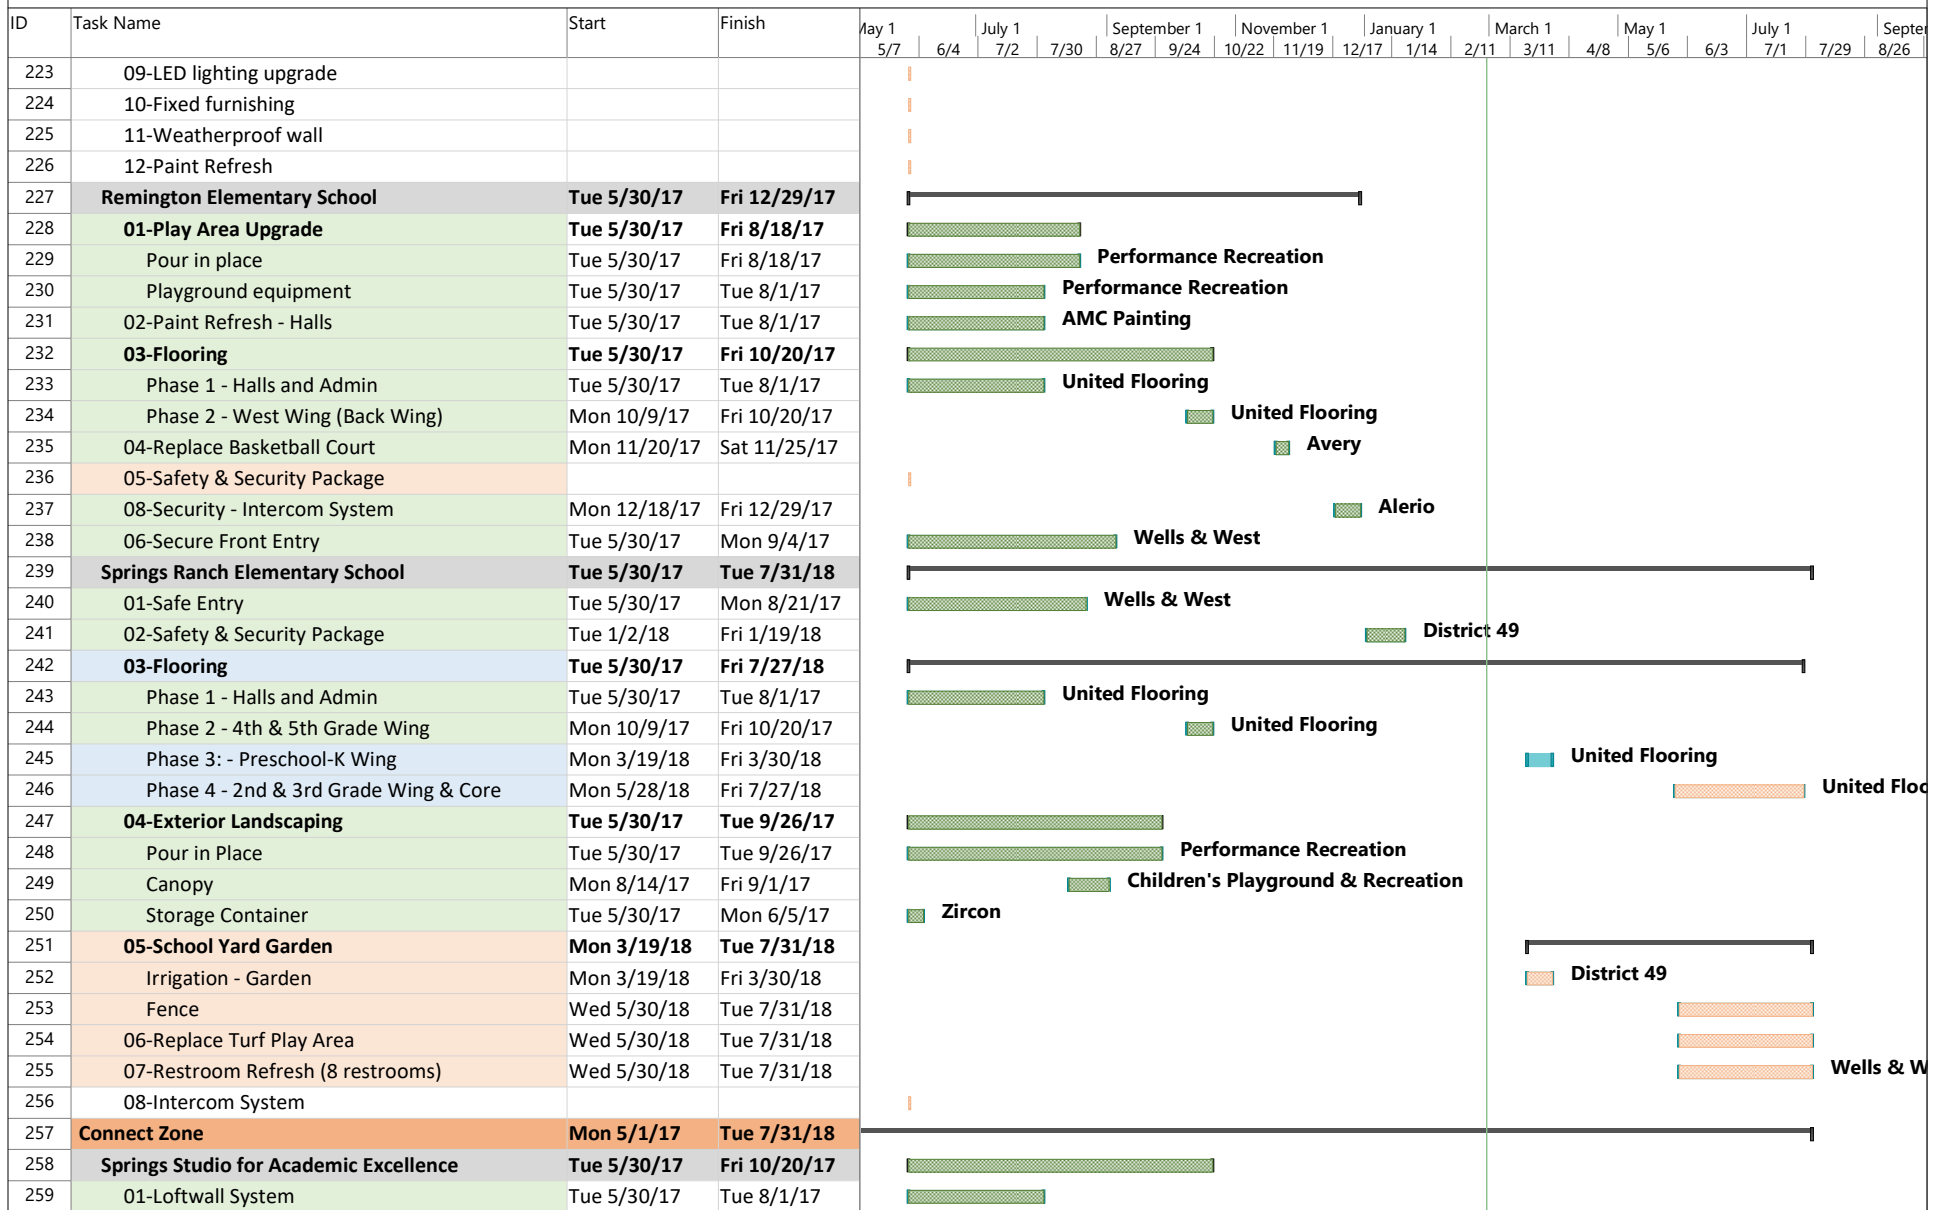 ID Task Name Start Finish May 1 July 1 September 1 November 1 January 1 March 1 May 1 July 1
5/7 6/4 7/2 7/30 8/27 9/24 10/22 11/19 12/17 1/14 2/11 3/11 4/8 5/6 6/3 7/1 7/29 8/26
223 09-LED lighting upgrade
224 10-Fixed furnishing
225 11-Weatherproof wall
226 12-Paint Refresh
227 Remington Elementary School Tue 5/30/17 Fri 12/29/17
228 01-Play Area Upgrade Tue 5/30/17 Fri 8/18/17
229 Pour in place Tue 5/30/17 Fri 8/18/17 Performance Recreation
230 Playground equipment Tue 5/30/17 Tue 8/1/17 Performance Recreation
231 02-Paint Refresh - Halls Tue 5/30/17 Tue 8/1/17 AMC Painting
232 03-Flooring Tue 5/30/17 Fri 10/20/17
233 Phase 1 - Halls and Admin Tue 5/30/17 Tue 8/1/17 United Flooring
234 Phase 2 - West Wing (Back Wing) Mon 10/9/17 Fri 10/20/17 United Flooring
235 04-Replace Basketball Court Mon 11/20/17 Sat 11/25/17 Avery
236 05-Safety & Security Package
237 08-Security - Intercom System Mon 12/18/17 Fri 12/29/17 Alerio
238 06-Secure Front Entry Tue 5/30/17 Mon 9/4/17 Wells & West
239 Springs Ranch Elementary School Tue 5/30/17 Tue 7/31/18
240 01-Safe Entry Tue 5/30/17 Mon 8/21/17 Wells & West
241 02-Safety & Security Package Tue 1/2/18 Fri 1/19/18 District 49
242 03-Flooring Tue 5/30/17 Fri 7/27/18
243 Phase 1 - Halls and Admin Tue 5/30/17 Tue 8/1/17 United Flooring
244 Phase 2 - 4th & 5th Grade Wing Mon 10/9/17 Fri 10/20/17 United Flooring
245 Phase 3: - Preschool-K Wing Mon 3/19/18 Fri 3/30/18 United Flooring
246 Phase 4 - 2nd & 3rd Grade Wing & Core Mon 5/28/18 Fri 7/27/18 United Floo
247 04-Exterior Landscaping Tue 5/30/17 Tue 9/26/17
248 Pour in Place Tue 5/30/17 Tue 9/26/17 Performance Recreation
249 Canopy Mon 8/14/17 Fri 9/1/17 Children's Playground & Recreation
250 Storage Container Tue 5/30/17 Mon 6/5/17 Zircon
251 05-School Yard Garden Mon 3/19/18 Tue 7/31/18
252 Irrigation - Garden Mon 3/19/18 Fri 3/30/18 District 49
253 Fence Wed 5/30/18 Tue 7/31/18
254 06-Replace Turf Play Area Wed 5/30/18 Tue 7/31/18
255 07-Restroom Refresh (8 restrooms) Wed 5/30/18 Tue 7/31/18 Wells & W
256 08-Intercom System
257 Connect Zone Mon 5/1/17 Tue 7/31/18
258 Springs Studio for Academic Excellence Tue 5/30/17 Fri 10/20/17
259 01-Loftwall System Tue 5/30/17 Tue 8/1/17